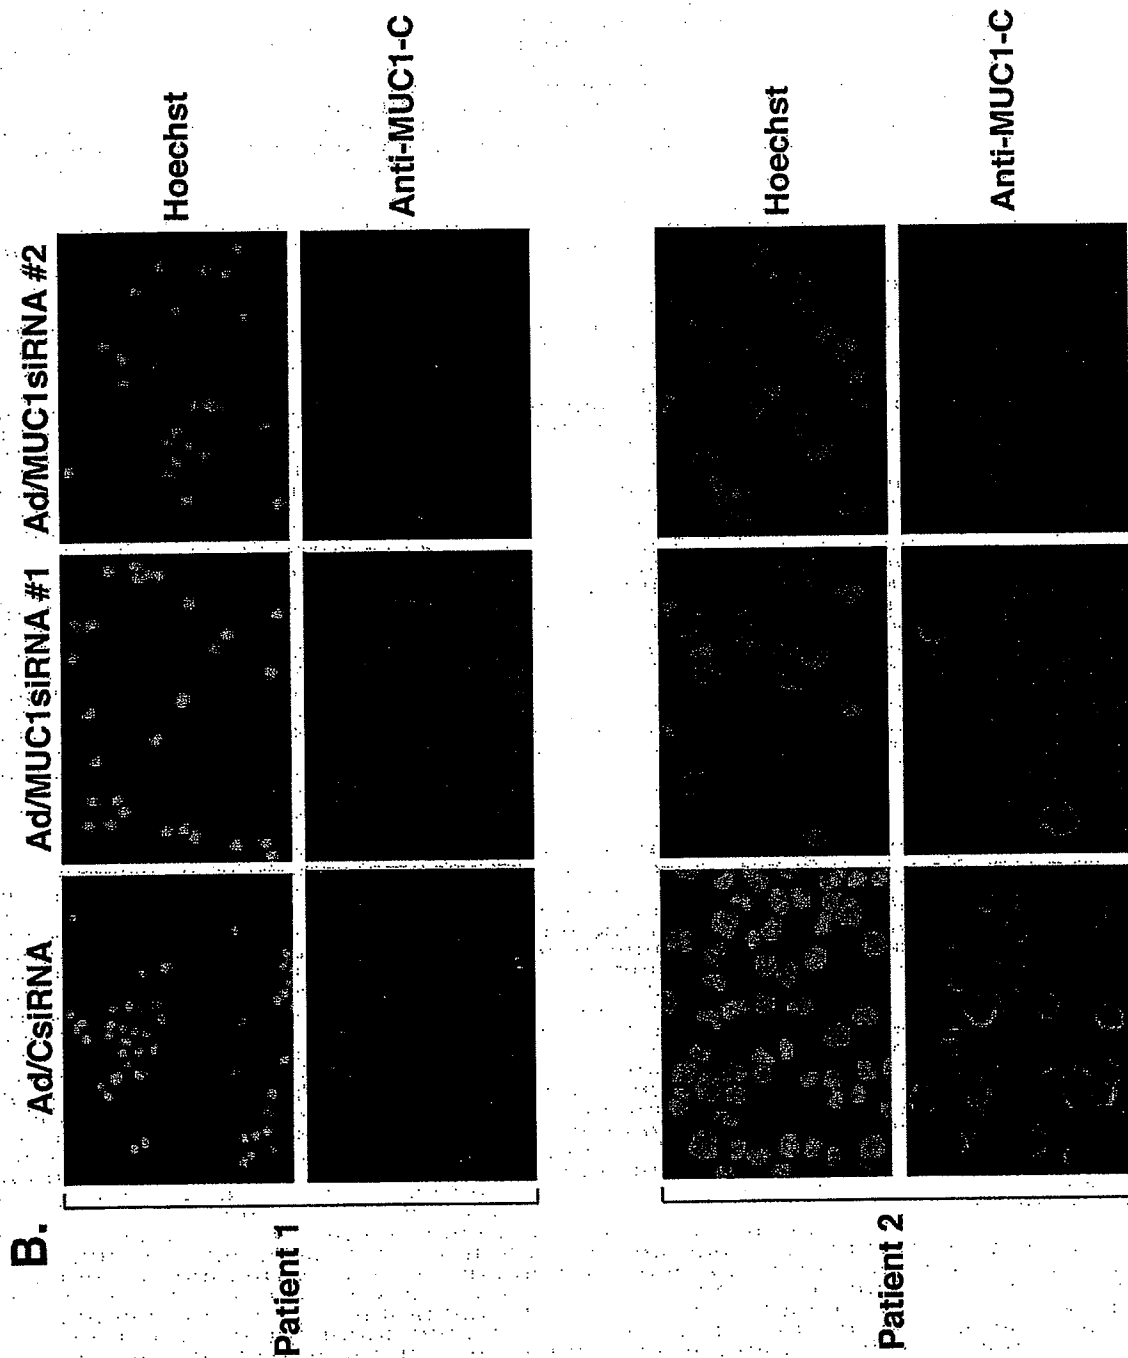 B.
Ad/CsiRNA
Ad/MUC1siRNA #1
Ad/MUC1siRNA #2
Patient 1
Hoechst
Anti-MUC1-C
Patient 2
Hoechst
Anti-MUC1-C